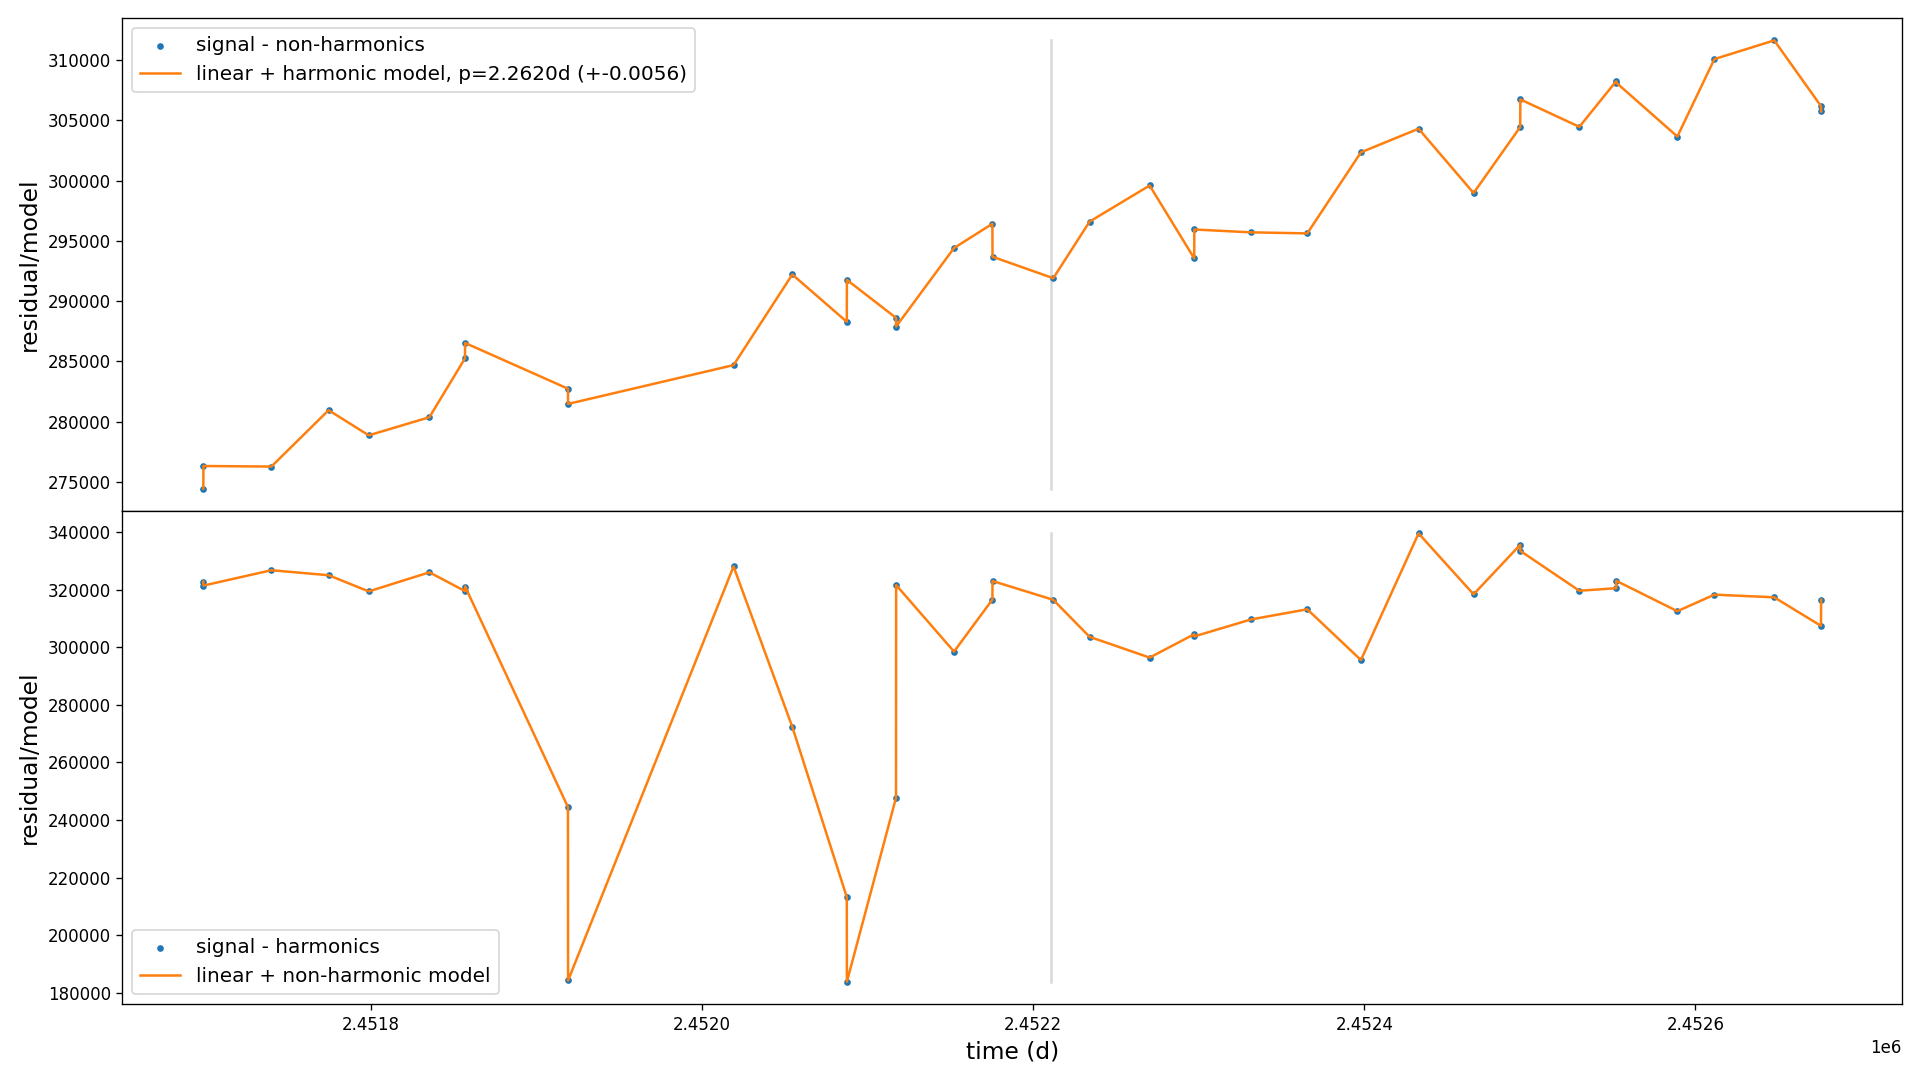 signal - non-harmonics
linear + harmonic model, p=2.2620d (+-0.0056)
310000
305000
300000
295000
290000
285000
280000
275000
residual/model
340000
320000
300000
280000
260000
240000
220000
200000
180000
residual/model
signal - harmonics
linear + non-harmonic model
2.4518
2.4520
2.4522
2.4524
2.4526
1e6
time (d)